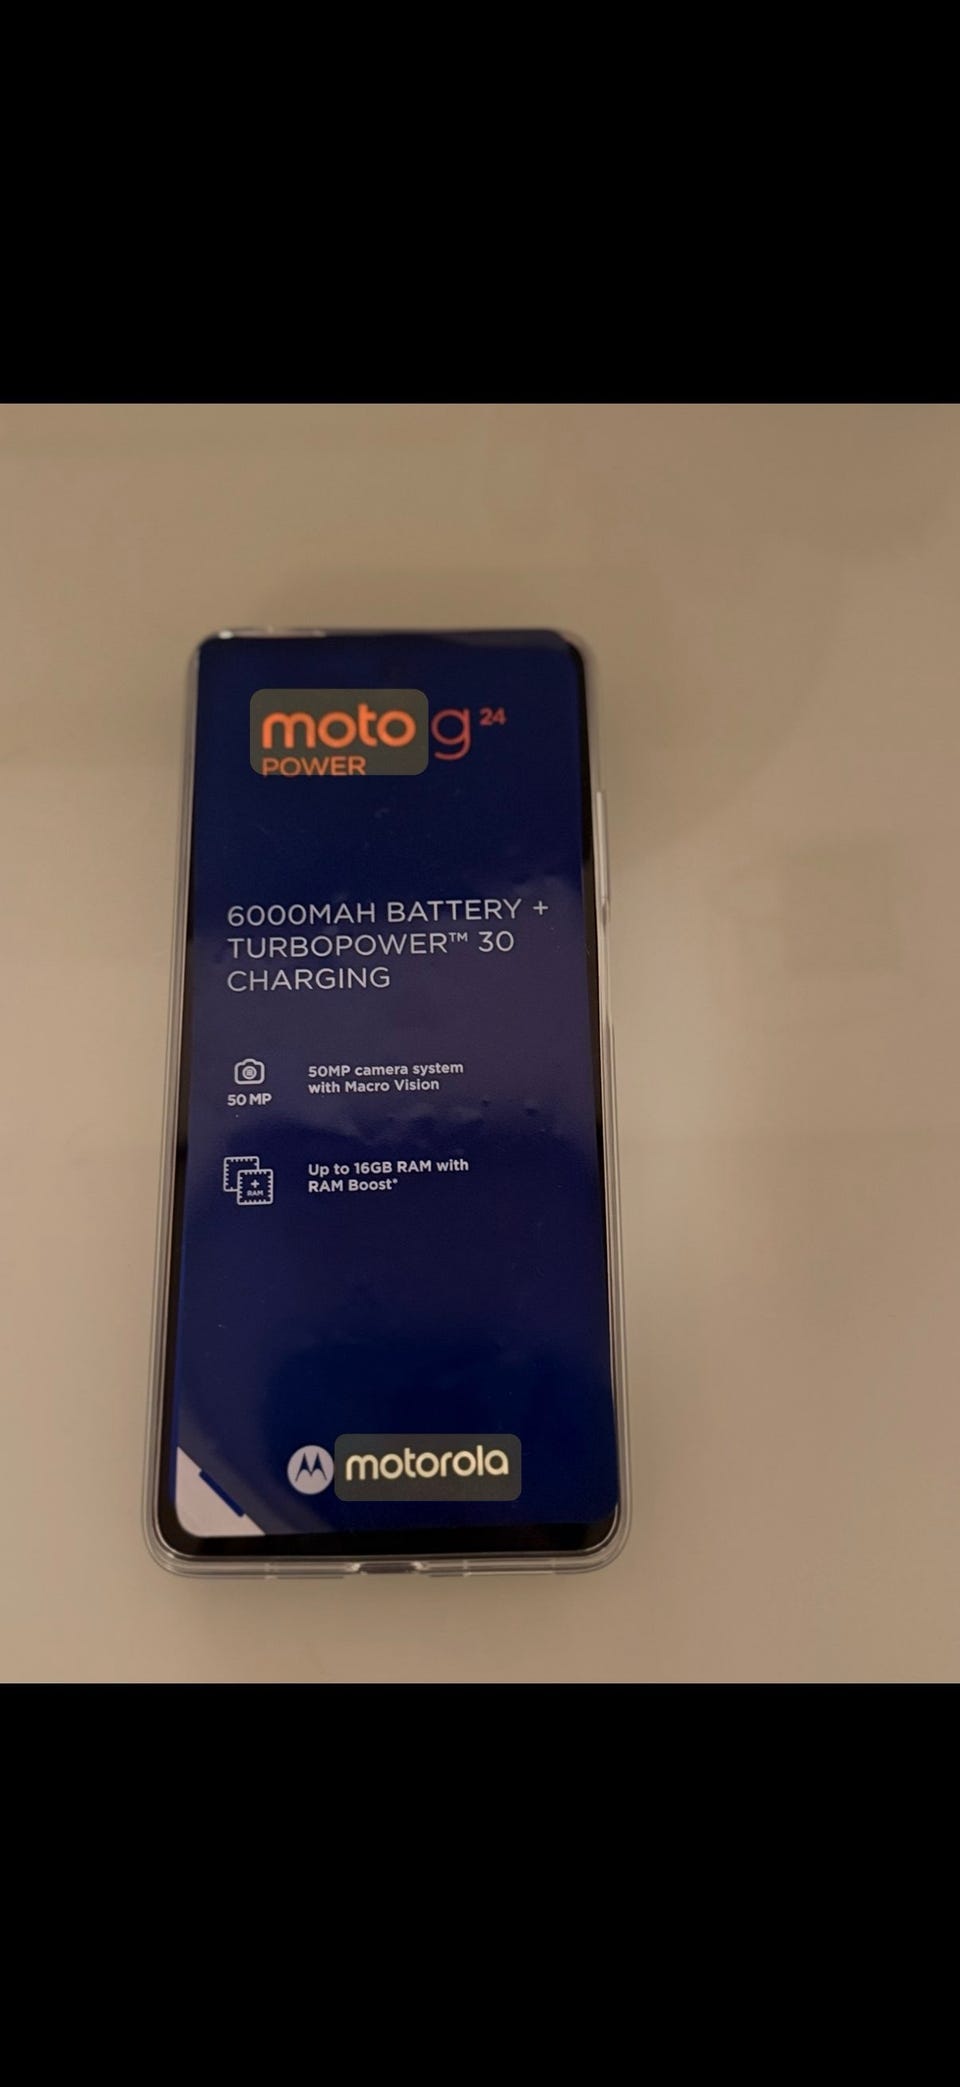 moto g 24
POWER
6000MAH BATTERY +
TURBOPOWER™ 30
CHARGING
50 MP
50MP camera system
with Macro Vision
+
RAM
Up to 16GB RAM with
RAM Boost*
motorola